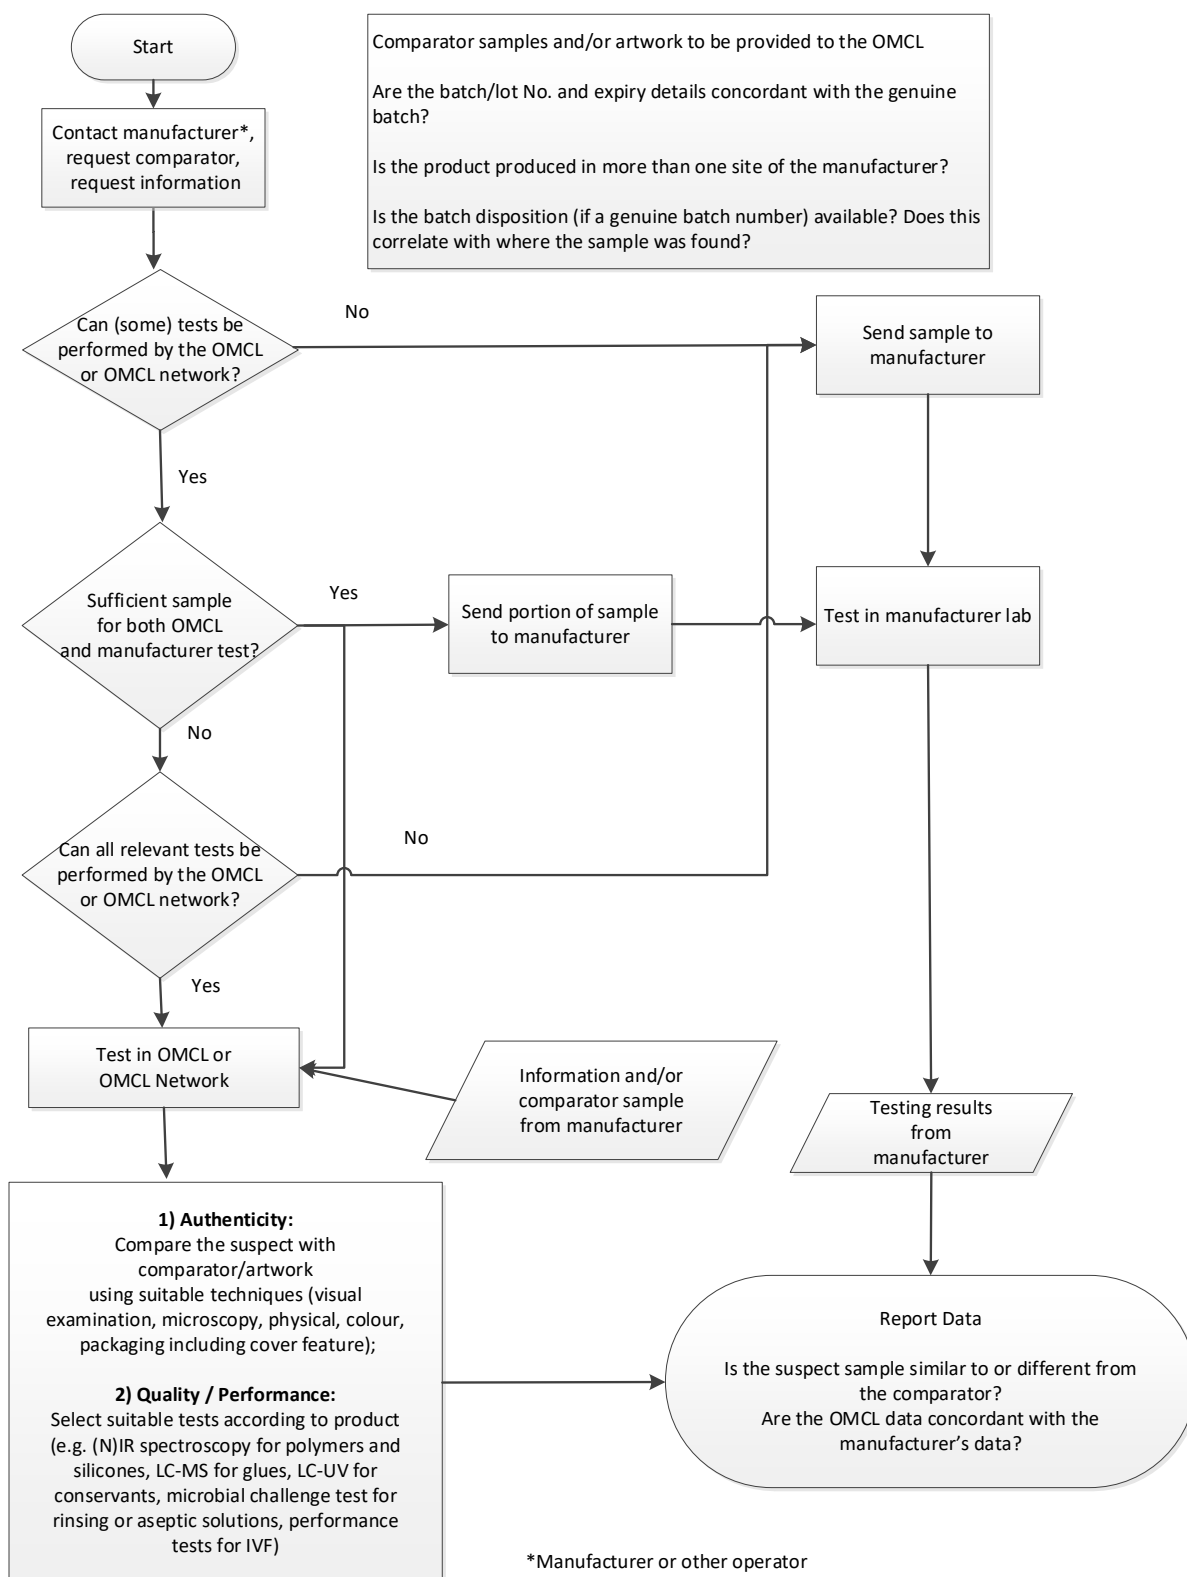 Start
Comparator samples and/or artwork to be provided to the OMCL
Are the batch/lot No. and expiry details concordant with the genuine
batch?
Is the product produced in more than one site of the manufacturer?
Is the batch disposition (if a genuine batch number) available? Does this
correlate with where the sample was found?
Contact manufacturer*,
request comparator,
request information
Can (some) tests be
performed by the OMCL
or OMCL network?
No
Send sample to
manufacturer
Yes
Sufficient sample
for both OMCL
and manufacturer test?
Yes
Send portion of sample
to manufacturer
Test in manufacturer lab
No
Can all relevant tests be
performed by the OMCL
or OMCL network?
No
Yes
Test in OMCL or
OMCL Network
Information and/or
comparator sample
from manufacturer
Testing results
from
manufacturer
1) Authenticity:
Compare the suspect with
comparator/artwork
using suitable techniques (visual
examination, microscopy, physical, colour,
packaging including cover feature);
2) Quality / Performance:
Select suitable tests according to product
(e.g. (N)IR spectroscopy for polymers and
silicones, LC-MS for glues, LC-UV for
conservants, microbial challenge test for
rinsing or aseptic solutions, performance
tests for IVF)
Report Data
Is the suspect sample similar to or different from
the comparator?
Are the OMCL data concordant with the
manufacturer’s data?
*Manufacturer or other operator